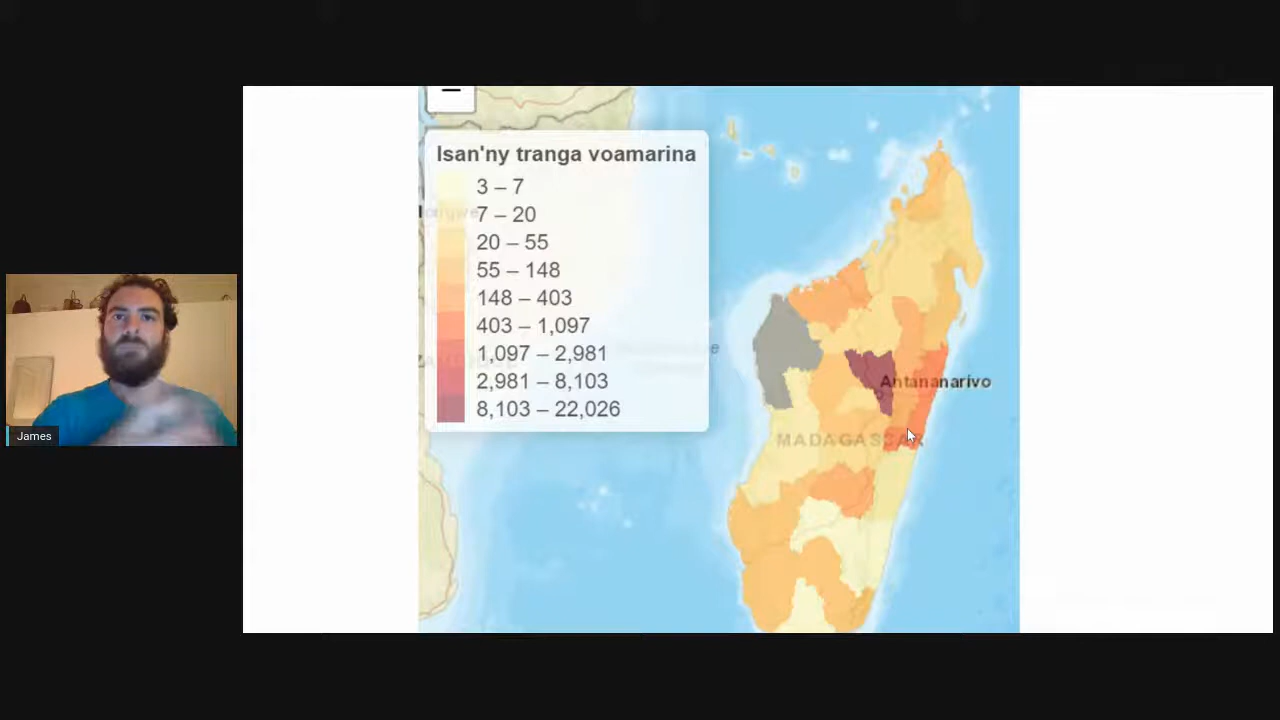 Isan'ny tranga voamarina
3 – 7
7 – 20
20 – 55
55 – 148
148 – 403
403 – 1,097
1,097 – 2,981
2,981 – 8,103
8,103 – 22,026
Antananarivo
MADAGASCAR
James